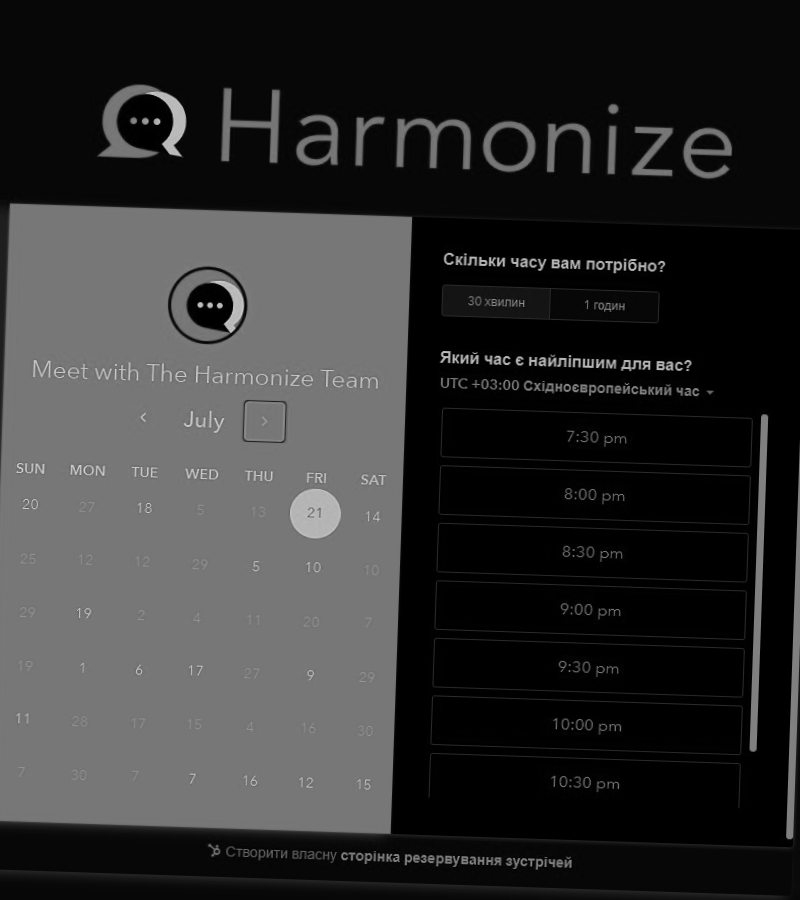 Harmonize
Meet with The Harmonize Team
July
SUN MON TUE WED THU FRI SAT
20 27 18 5 13 21 14
25 12 12 29 5 10 10
29 19 2 4 11 20 7
19 1 6 17 27 9 29
11 28 17 15 4 16 30
7 30 7 7 16 12 15
Скільки часу вам потрібно?
30 хвилин 1 годин
Який час є найліпшим для вас?
UTC +03:00 Східноєвропейський час
7:30 pm
8:00 pm
8:30 pm
9:00 pm
9:30 pm
10:00 pm
10:30 pm
Створити власну сторінка резервування зустрічей